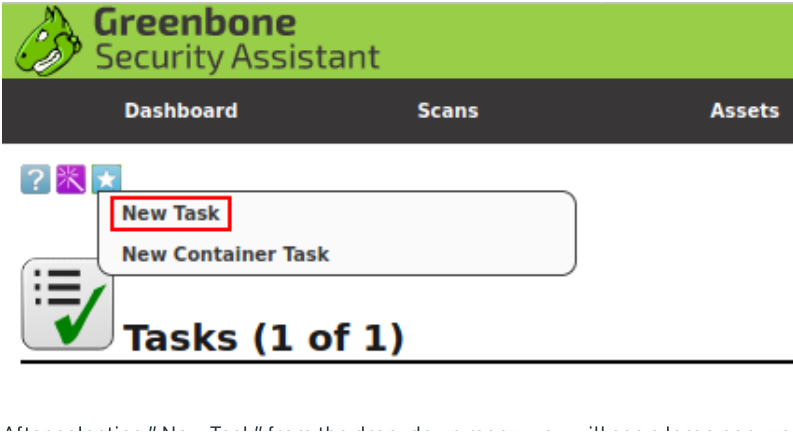 Greenbone
Security Assistant
Dashboard Scans Assets
?
New Task
New Container Task
Tasks (1 of 1)